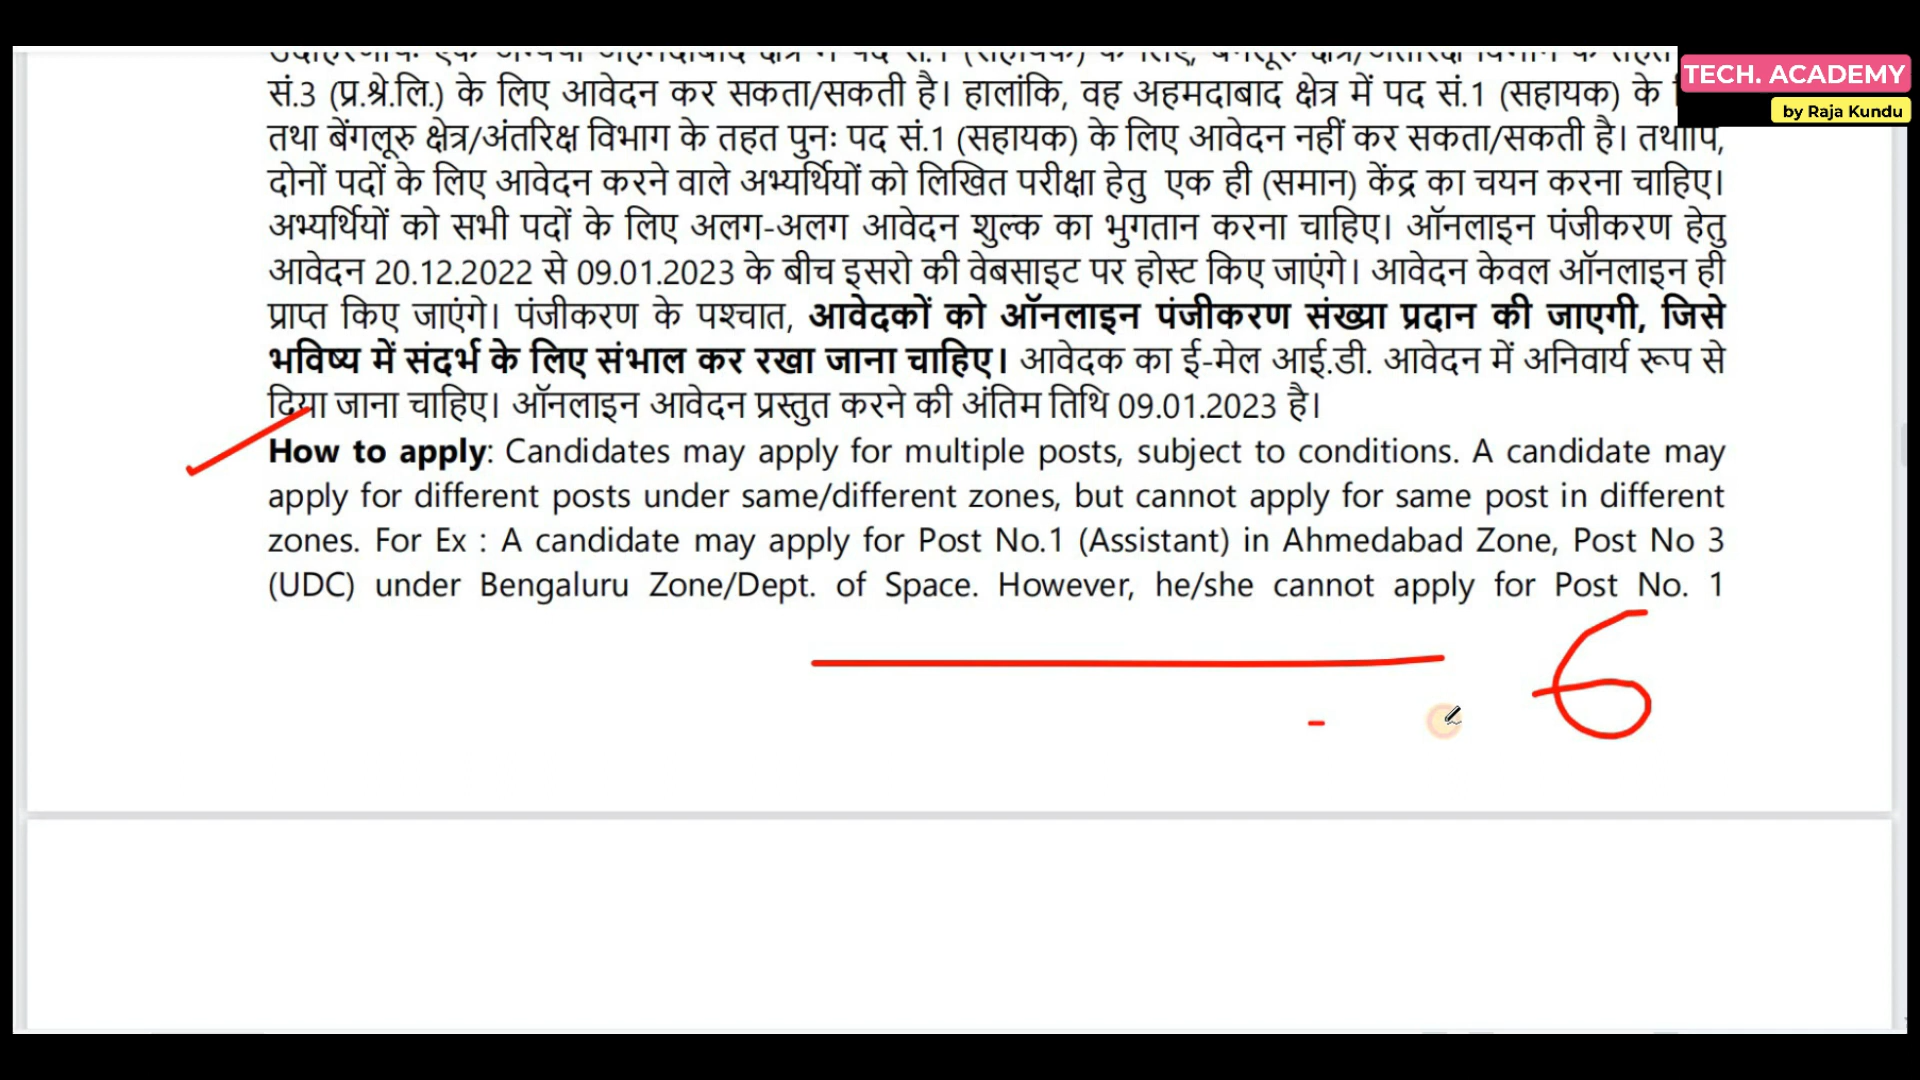 TECH. ACADEMY
by Raja Kundu
सं.3 (प्र.श्रे.लि.) के लिए आवेदन कर सकता/सकती है। हालांकि, वह अहमदाबाद क्षेत्र में पद सं.1 (सहायक) के
तथा बेंगलूरु क्षेत्र/अंतरिक्ष विभाग के तहत पुनः पद सं.1 (सहायक) के लिए आवेदन नहीं कर सकता/सकती है। तथापि,
दोनों पदों के लिए आवेदन करने वाले अभ्यर्थियों को लिखित परीक्षा हेतु एक ही (समान) केंद्र का चयन करना चाहिए।
अभ्यर्थियों को सभी पदों के लिए अलग-अलग आवेदन शुल्क का भुगतान करना चाहिए। ऑनलाइन पंजीकरण हेतु
आवेदन 20.12.2022 से 09.01.2023 के बीच इसरो की वेबसाइट पर होस्ट किए जाएंगे। आवेदन केवल ऑनलाइन ही
प्राप्त किए जाएंगे। पंजीकरण के पश्चात, आवेदकों को ऑनलाइन पंजीकरण संख्या प्रदान की जाएगी, जिसे
भविष्य में संदर्भ के लिए संभाल कर रखा जाना चाहिए। आवेदक का ई-मेल आई.डी. आवेदन में अनिवार्य रूप से
दिया जाना चाहिए। ऑनलाइन आवेदन प्रस्तुत करने की अंतिम तिथि 09.01.2023 है।
How to apply: Candidates may apply for multiple posts, subject to conditions. A candidate may
apply for different posts under same/different zones, but cannot apply for same post in different
zones. For Ex : A candidate may apply for Post No.1 (Assistant) in Ahmedabad Zone, Post No 3
(UDC) under Bengaluru Zone/Dept. of Space. However, he/she cannot apply for Post No. 1
6